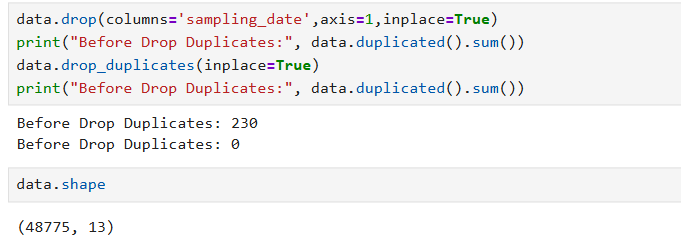 data.drop(columns='sampling_date',axis=1,inplace=True)
print("Before Drop Duplicates:", data.duplicated().sum())
data.drop_duplicates(inplace=True)
print("Before Drop Duplicates:", data.duplicated().sum())
Before Drop Duplicates: 230
Before Drop Duplicates: 0
data.shape
(48775, 13)